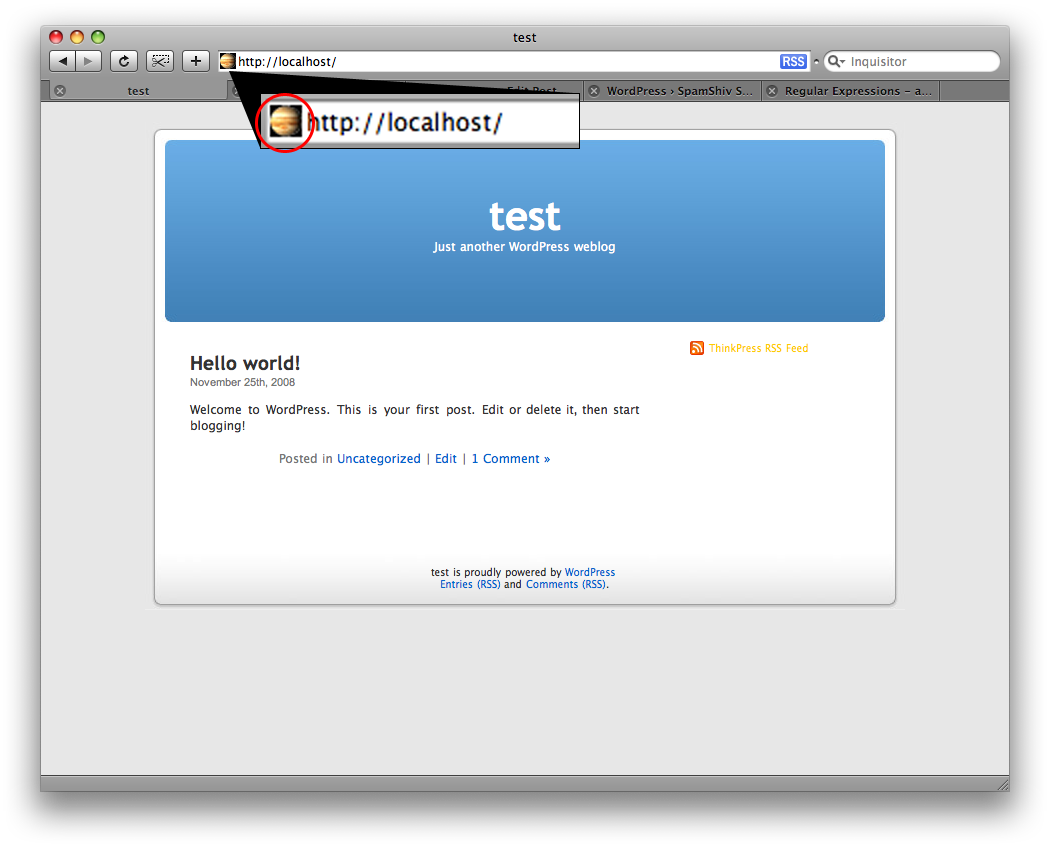 test
http://localhost/
RSS
Inquisitor
test
Edit Post
WordPress › SpamShiv S...
Regular Expressions – a...
http://localhost/
test
Just another WordPress weblog
ThinkPress RSS Feed
Hello world!
November 25th, 2008
Welcome to WordPress. This is your first post. Edit or delete it, then start
blogging!
Posted in Uncategorized | Edit | 1 Comment »
test is proudly powered by WordPress
Entries (RSS) and Comments (RSS).